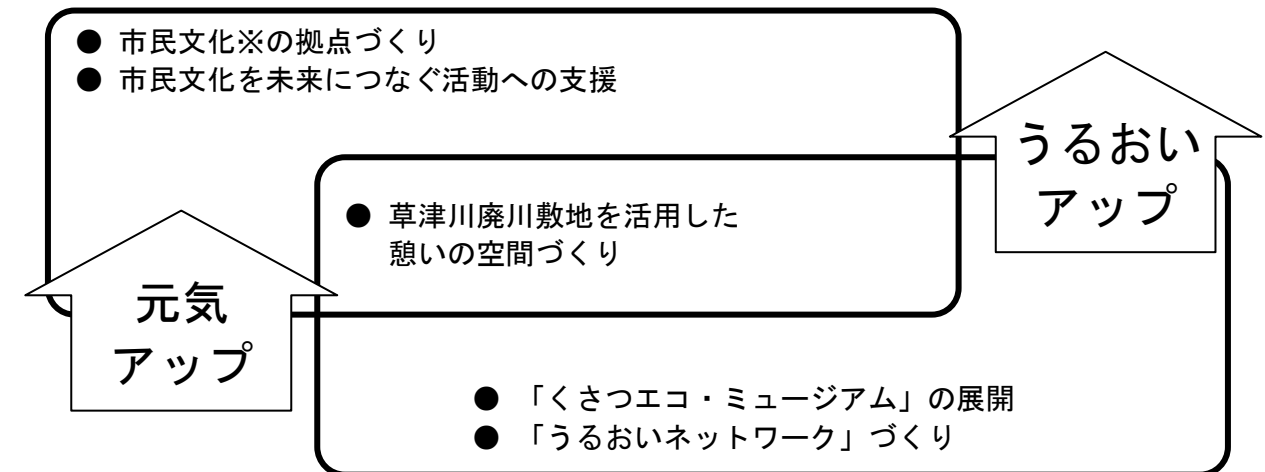 ● 市民文化※の拠点づくり
● 市民文化を未来につなぐ活動への支援
うるおい
アップ
● 草津川廃川敷地を活用した
憩いの空間づくり
元気
アップ
● 「くさつエコ・ミュージアム」の展開
● 「うるおいネットワーク」づくり